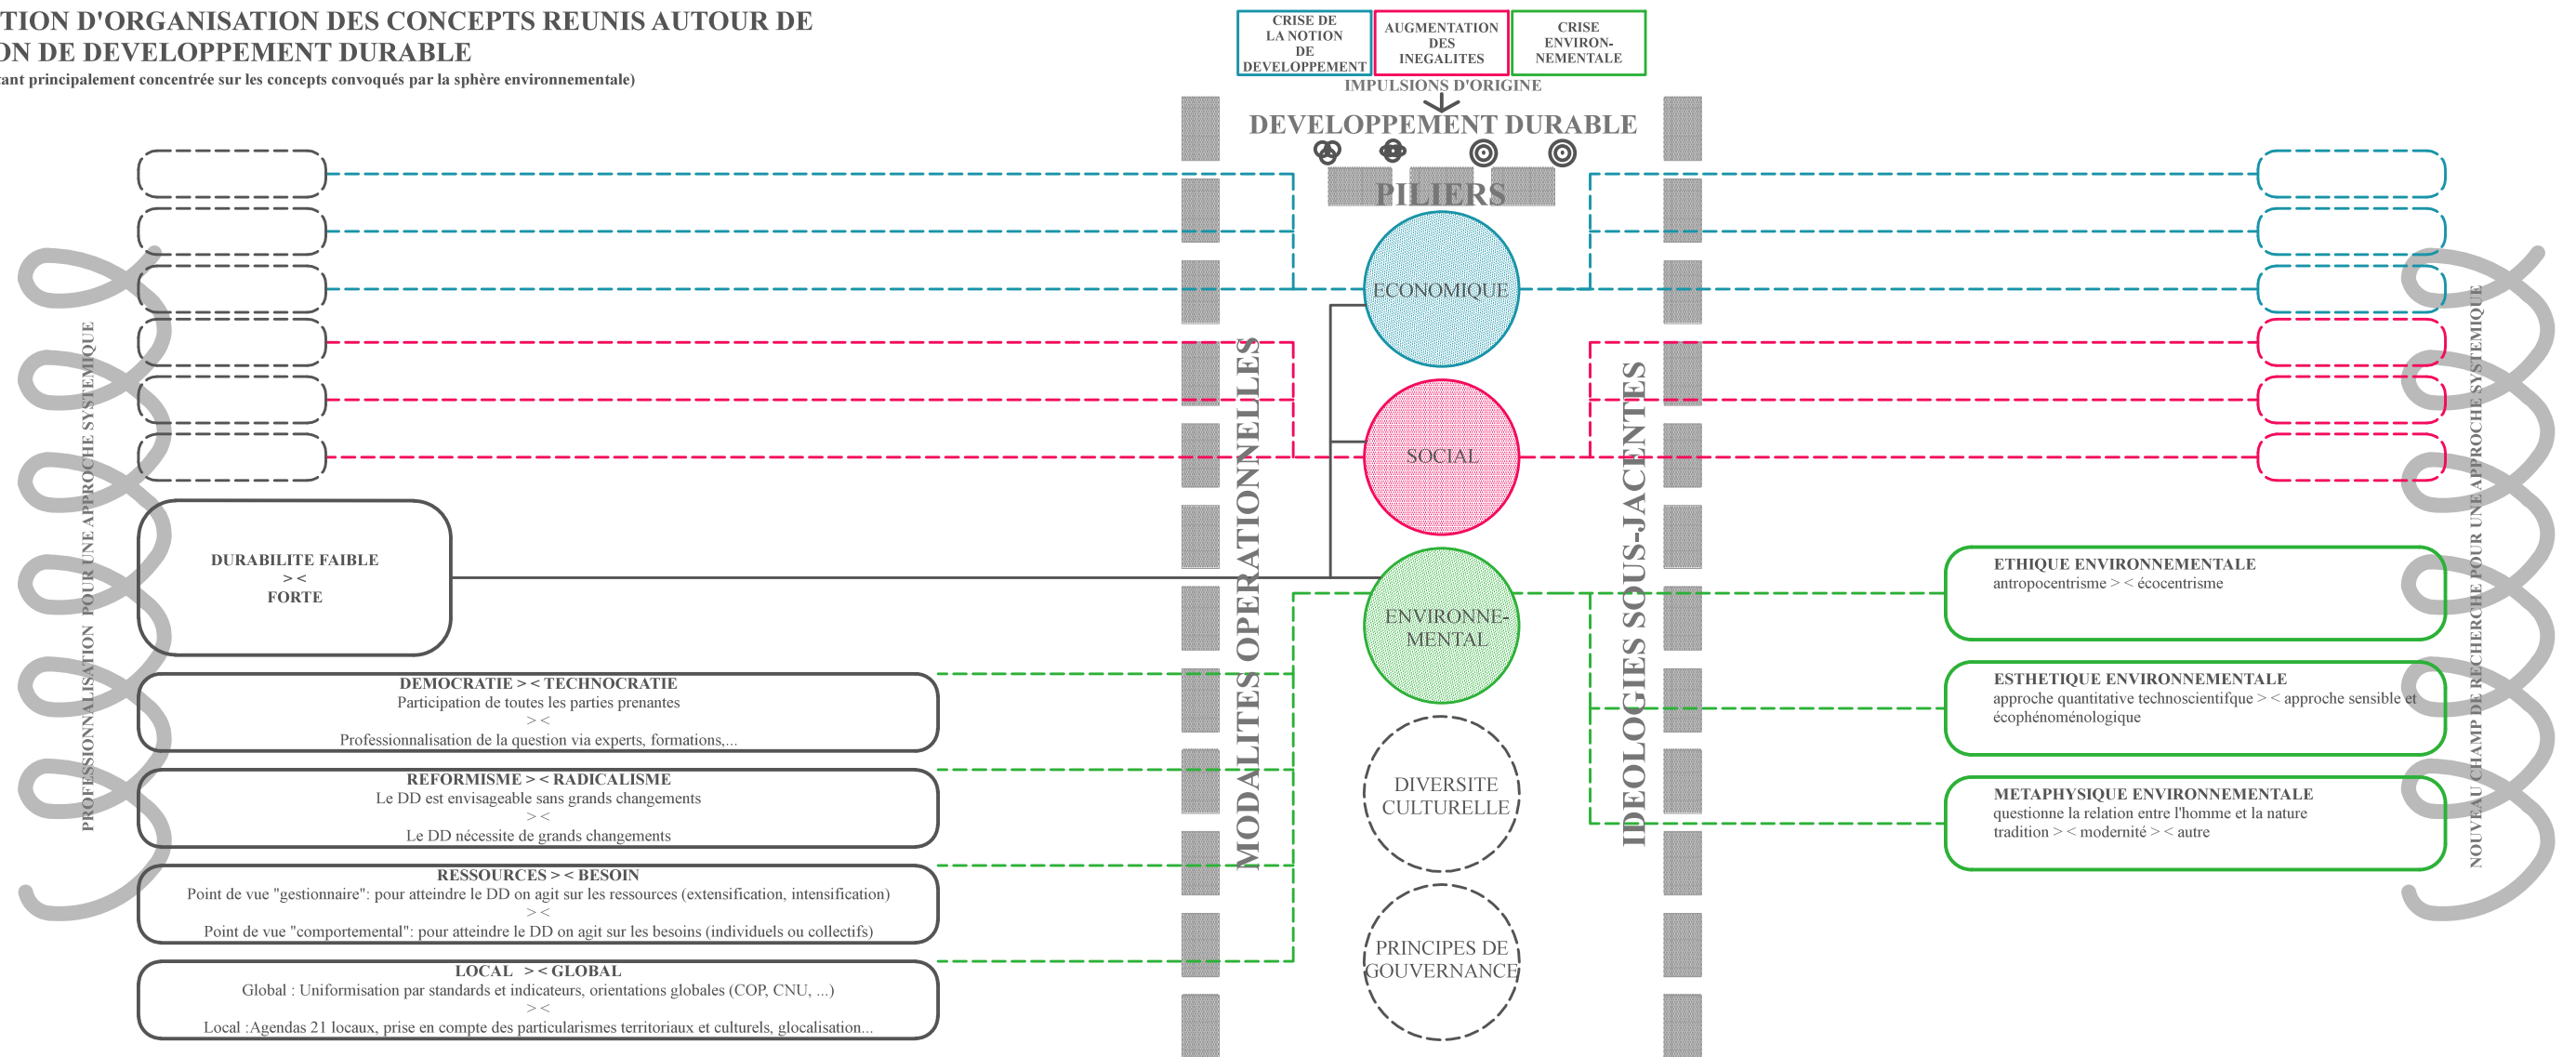 TION D'ORGANISATION DES CONCEPTS REUNIS AUTOUR DE
ON DE DEVELOPPEMENT DURABLE
tant principalement concentrée sur les concepts convoqués par la sphère environnementale)
CRISE DE
LA NOTION
DE
DEVELOPPEMENT
AUGMENTATION
DES
INEGALITES
CRISE
ENVIRON-
NEMENTALE
IMPULSIONS D'ORIGINE
DEVELOPPEMENT DURABLE
PILIERS
ECONOMIQUE
SOCIAL
ENVIRONNE-
MENTAL
DIVERSITE
CULTURELLE
PRINCIPES DE
GOUVERNANCE
MODALITES OPERATIONNELLES
IDEOLOGIES SOUS-JACENTES
PROFESSIONNALISATION POUR UNE APPROCHE SYSTEMIQUE
DURABILITE FAIBLE
> <
FORTE
DEMOCRATIE > < TECHNOCRATIE
Participation de toutes les parties prenantes
> <
Professionnalisation de la question via experts, formations,...
REFORMISME > < RADICALISME
Le DD est envisageable sans grands changements
> <
Le DD nécessite de grands changements
RESSOURCES > < BESOIN
Point de vue "gestionnaire": pour atteindre le DD on agit sur les ressources (extensification, intensification)
> <
Point de vue "comportemental": pour atteindre le DD on agit sur les besoins (individuels ou collectifs)
LOCAL > < GLOBAL
Global : Uniformisation par standards et indicateurs, orientations globales (COP, CNU, ...)
> <
Local :Agendas 21 locaux, prise en compte des particularismes territoriaux et culturels, glocalisation...
ETHIQUE ENVIRONNEMENTALE
antropocentrisme > < écocentrisme
ESTHETIQUE ENVIRONNEMENTALE
approche quantitative technoscientifque > < approche sensible et
écophénoménologique
METAPHYSIQUE ENVIRONNEMENTALE
questionne la relation entre l'homme et la nature
tradition > < modernité > < autre
NOUVEAU CHAMP DE RECHERCHE POUR UNE APPROCHE SYSTEMIQUE